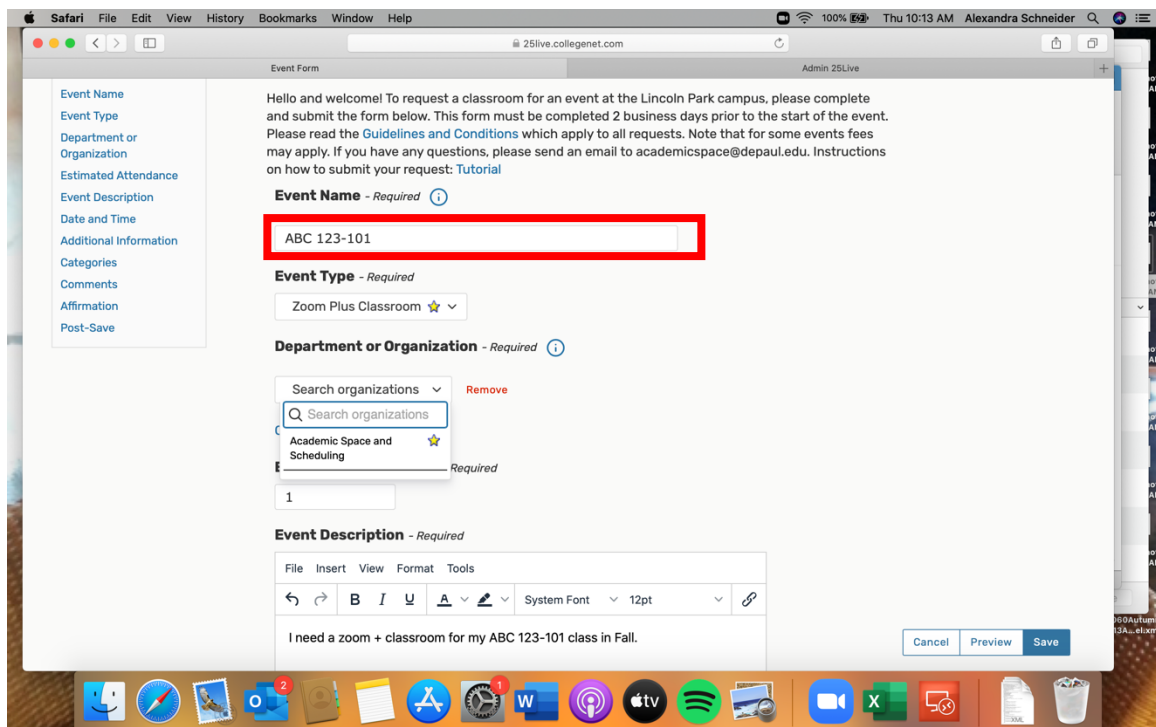 Safari File Edit View History Bookmarks Window Help 100% Thu 10:13 AM Alexandra Schneider
25live.collegenet.com
Event Form Admin 25Live +
Event Name
Event Type
Department or
Organization
Estimated Attendance
Event Description
Date and Time
Additional Information
Categories
Comments
Affirmation
Post-Save
Hello and welcome! To request a classroom for an event at the Lincoln Park campus, please complete
and submit the form below. This form must be completed 2 business days prior to the start of the event.
Please read the Guidelines and Conditions which apply to all requests. Note that for some events fees
may apply. If you have any questions, please send an email to academicspace@depaul.edu. Instructions
on how to submit your request: Tutorial
Event Name - Required i
ABC 123-101
Event Type - Required
Zoom Plus Classroom
Department or Organization - Required i
Search organizations Remove
Search organizations
Academic Space and
Scheduling
Required
1
Event Description - Required
File Insert View Format Tools
B I U A System Font 12pt
I need a zoom + classroom for my ABC 123-101 class in Fall.
Cancel Preview Save
2 1 W tv X
XML